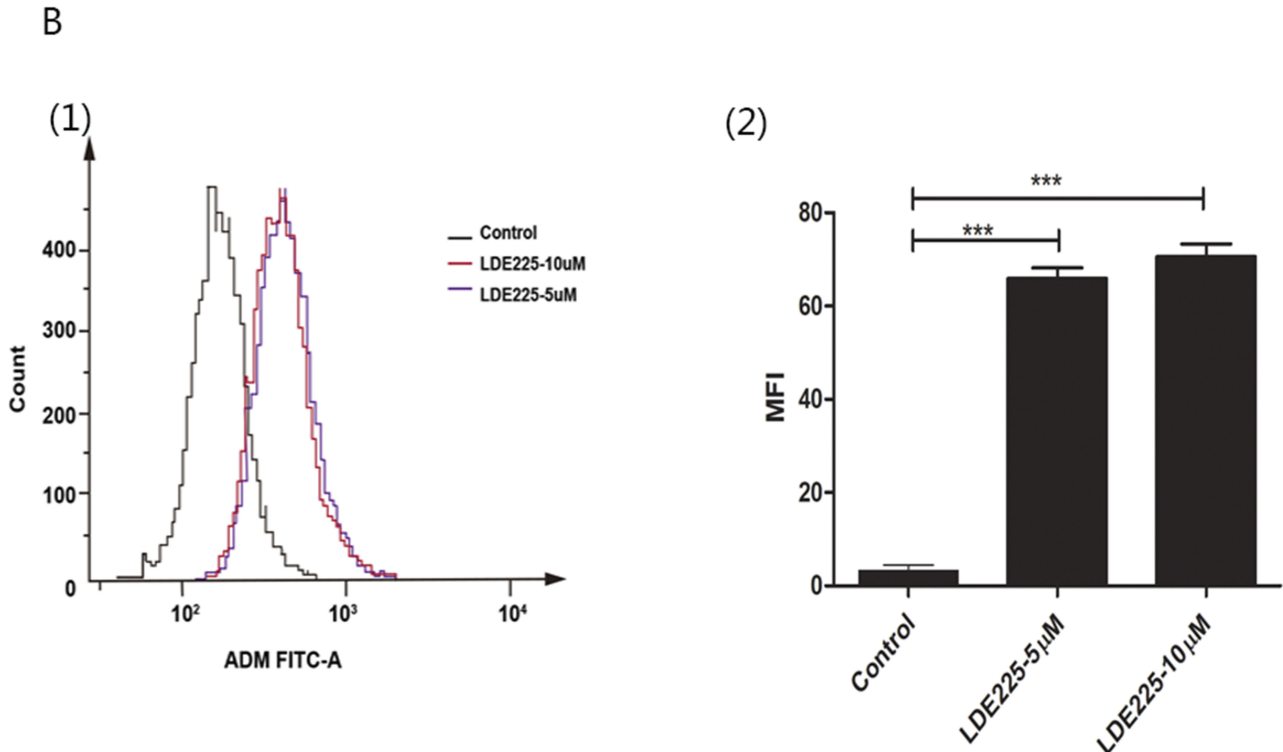 B
(1)
Count
400
300
200
100
0
10²
10³
10⁴
ADM FITC-A
Control
LDE225-10uM
LDE225-5uM
(2)
***
***
MFI
80
60
40
20
0
Control
LDE225-5μM
LDE225-10μM